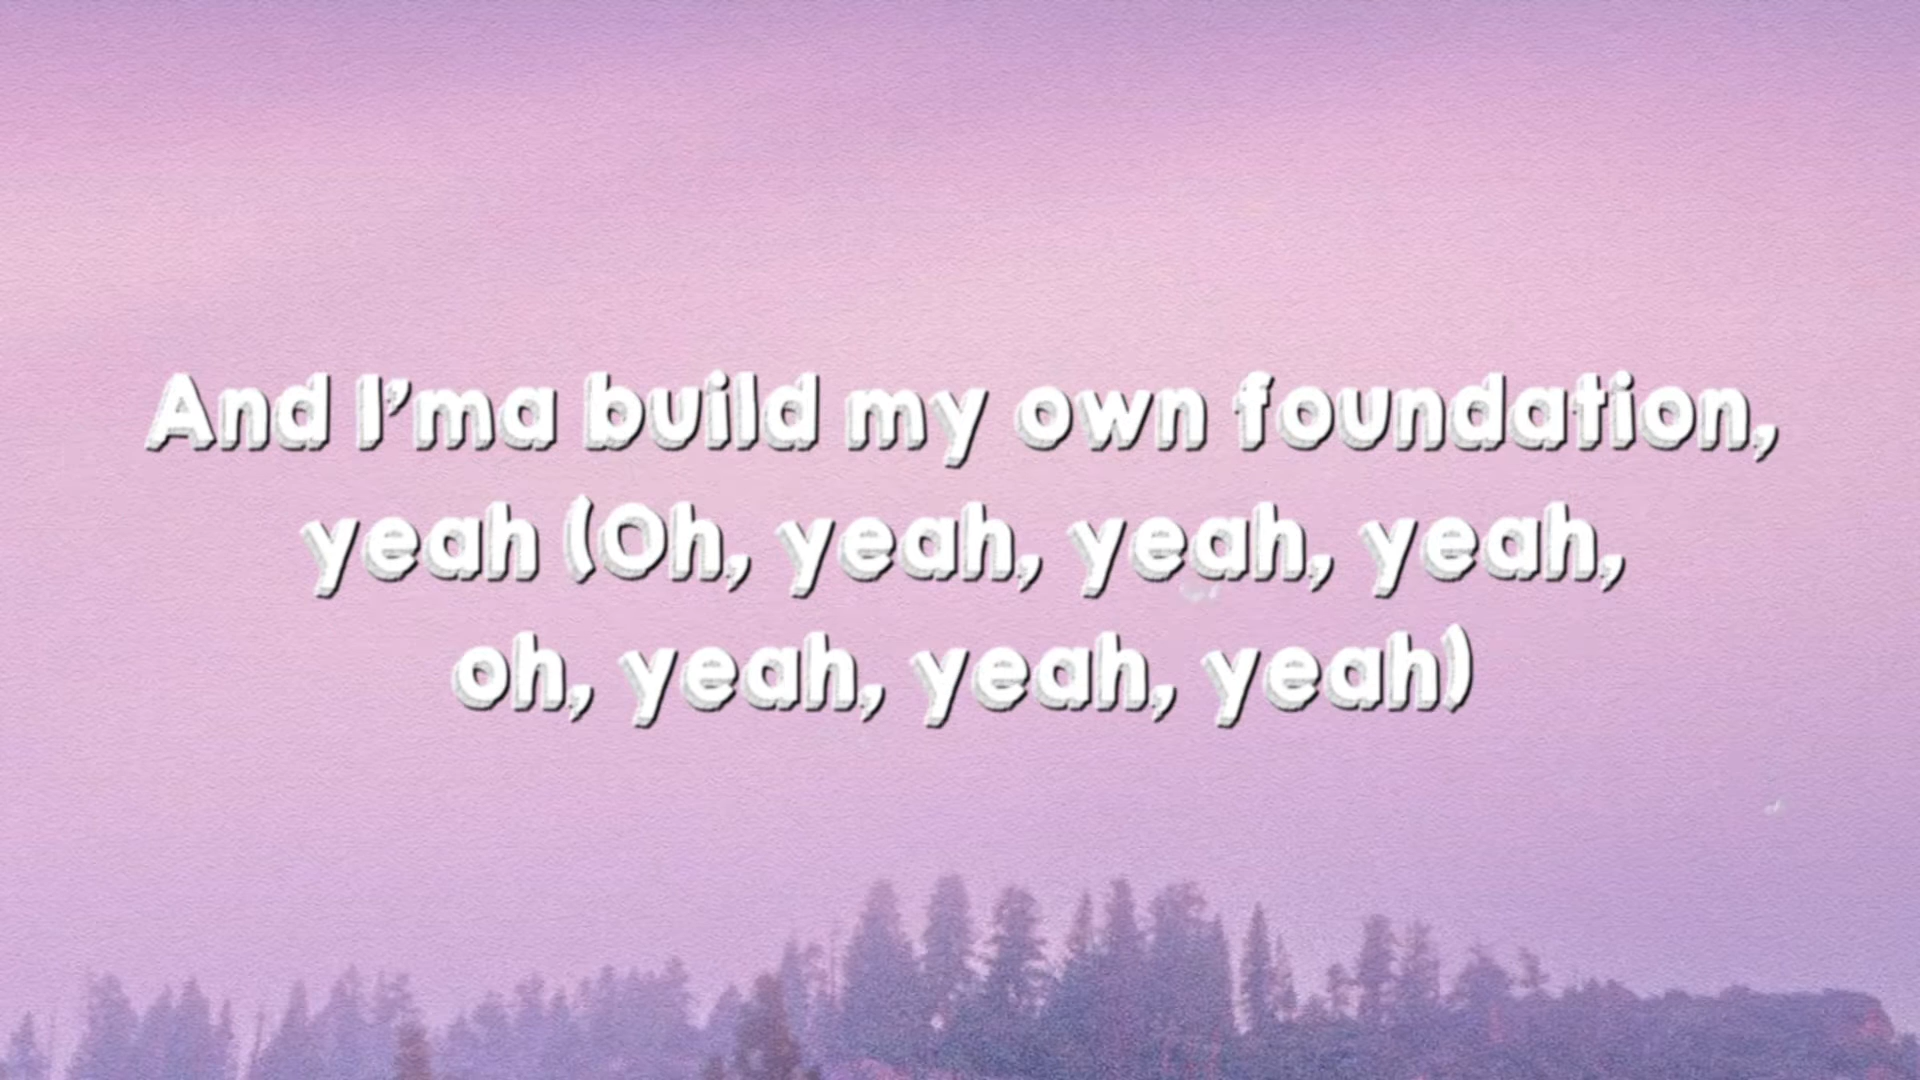 And I’ma build my own foundation,
yeah (Oh, yeah, yeah, yeah,
oh, yeah, yeah, yeah)